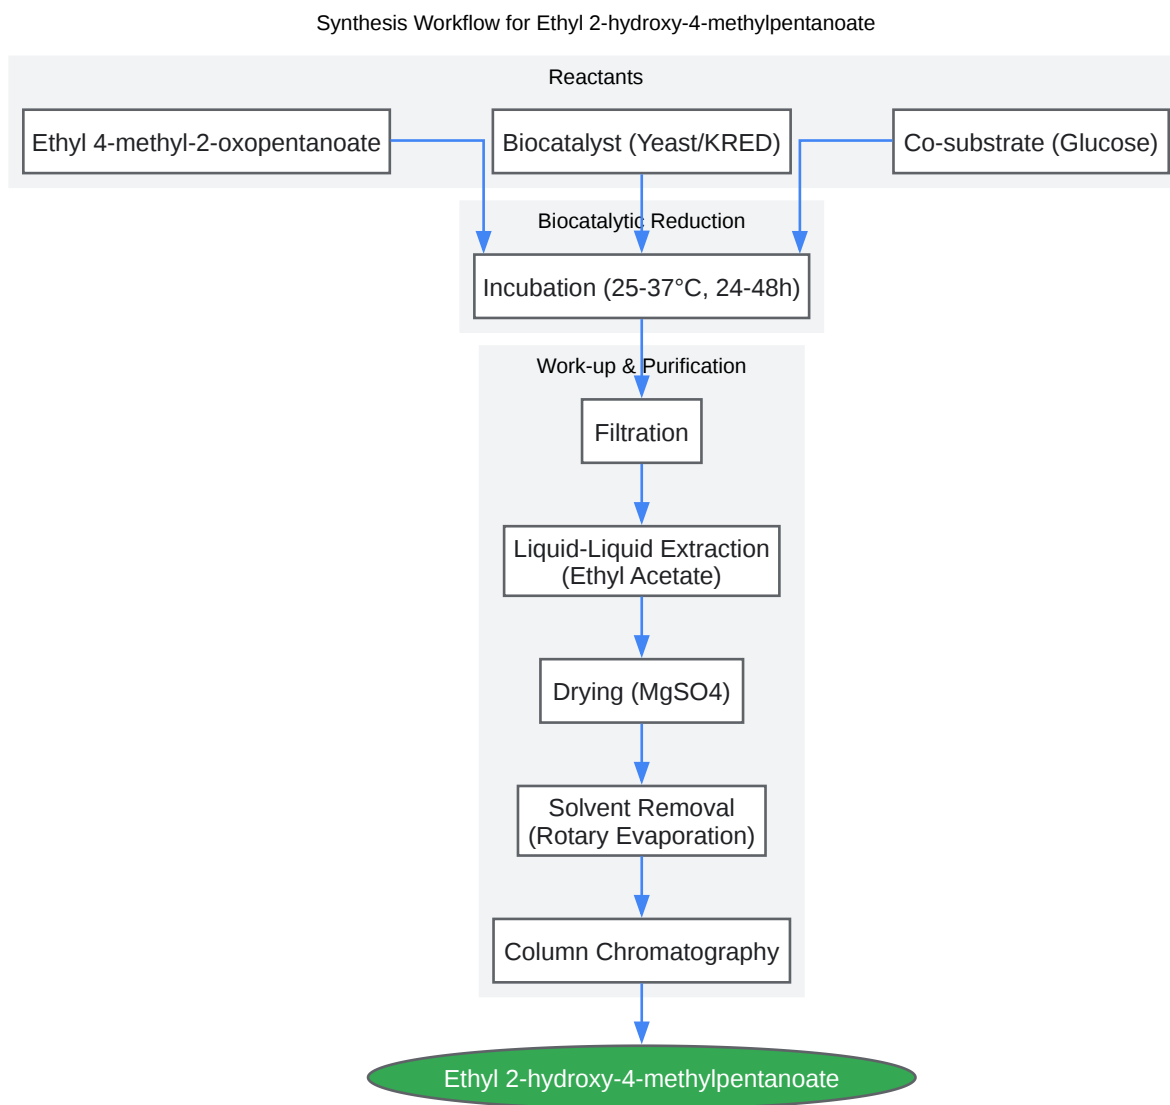 Synthesis Workflow for Ethyl 2-hydroxy-4-methylpentanoate
Reactants
Ethyl 4-methyl-2-oxopentanoate
Biocatalyst (Yeast/KRED)
Co-substrate (Glucose)
Biocatalytic Reduction
Incubation (25-37°C, 24-48h)
Work-up & Purification
Filtration
Liquid-Liquid Extraction
(Ethyl Acetate)
Drying (MgSO4)
Solvent Removal
(Rotary Evaporation)
Column Chromatography
Ethyl 2-hydroxy-4-methylpentanoate